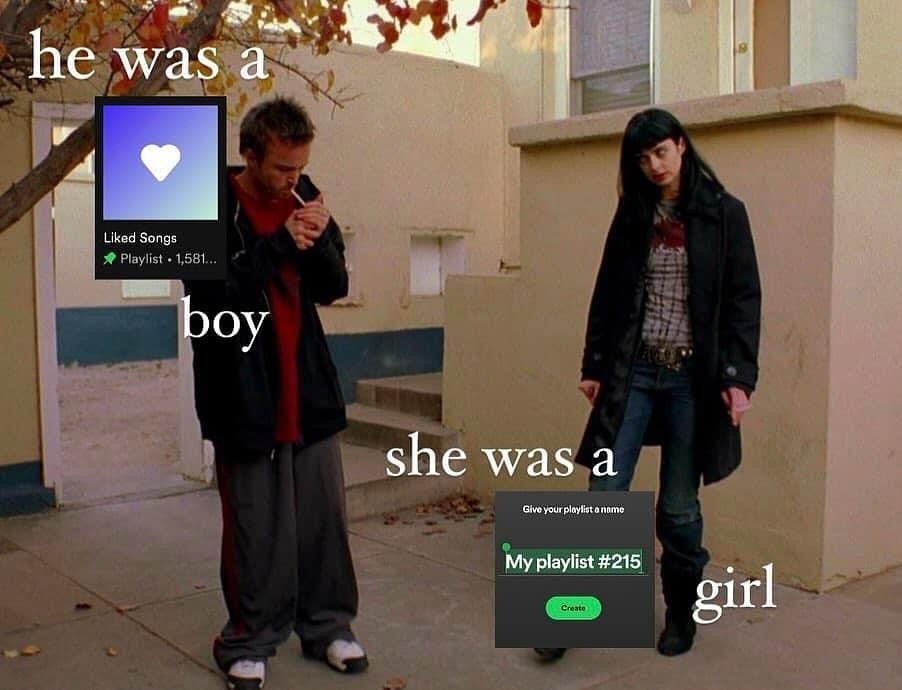 he was a
Liked Songs
Playlist • 1,581...
boy
she was a
Give your playlist a name
My playlist #215
Create
girl